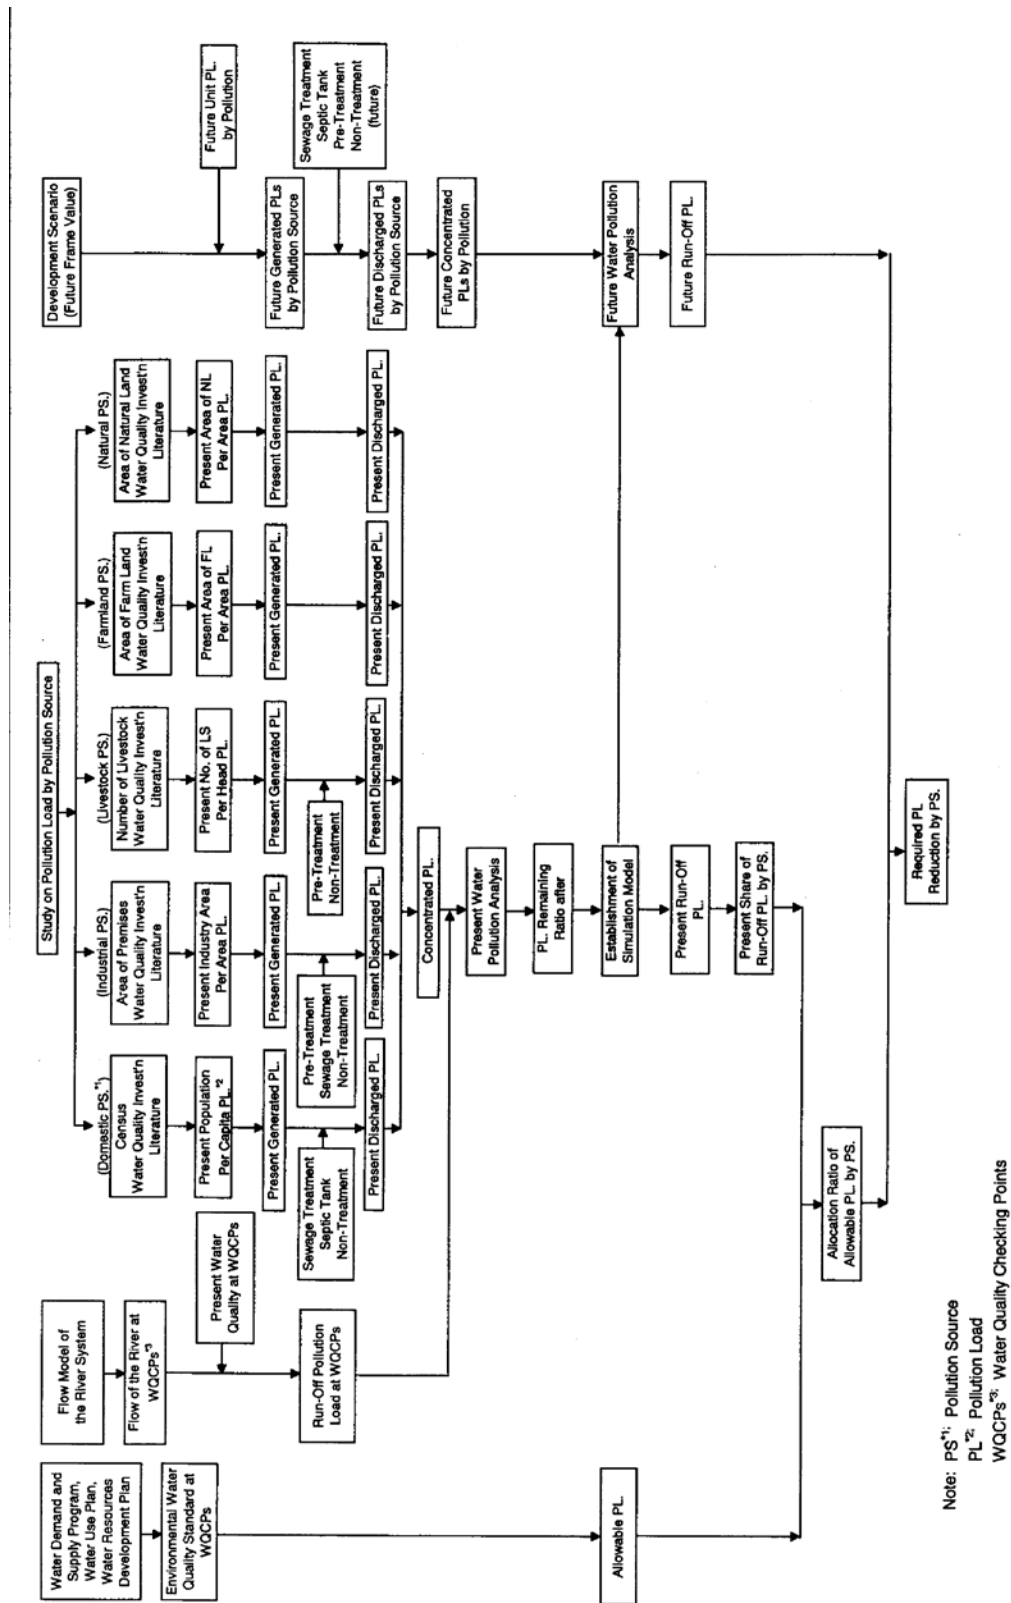 Water Demand and
Supply Program,
Water Use Plan,
Water Resources
Development Plan
Environmental Water
Quality Standard at
WQCPs
Allowable PL.
Flow Model of
the River System
Flow of the River at
WQCPs*3
Present Water
Quality at WQCPs
Run-Off Pollution
Load at WQCPs
Study on Pollution Load by Pollution Source
(Domestic PS.*1)
Census
Water Quality Invest'n
Literature
Present Population
Per Capita PL.*2
Present Generated PL.
Sewage Treatment
Septic Tank
Non-Treatment
Present Discharged PL.
(Industrial PS.)
Area of Premises
Water Quality Invest'n
Literature
Present Industry Area
Per Area PL.
Present Generated PL.
Pre-Treatment
Sewage Treatment
Non-Treatment
Present Discharged PL.
(Livestock PS.)
Number of Livestock
Water Quality Invest'n
Literature
Present No. of LS
Per Head PL.
Present Generated PL.
Pre-Treatment
Non-Treatment
Present Discharged PL.
(Farmland PS.)
Area of Farm Land
Water Quality Invest'n
Literature
Present Area of FL
Per Area PL.
Present Generated PL.
Present Discharged PL.
(Natural PS.)
Area of Natural Land
Water Quality Invest'n
Literature
Present Area of NL
Per Area PL.
Present Generated PL.
Present Discharged PL.
Concentrated PL.
Present Water
Pollution Analysis
PL. Remaining
Ratio after
Establishment of
Simulation Model
Present Run-Off
PL.
Present Share of
Run-Off PL. by PS.
Development Scenario
(Future Frame Value)
Future Unit PL.
by Pollution
Future Generated PLs
by Pollution Source
Sewage Treatment
Septic Tank
Pre-Treatment
Non-Treatment
(future)
Future Discharged PLs
by Pollution Source
Future Concentrated
PLs by Pollution
Future Water Pollution
Analysis
Future Run-Off PL.
Allocation Ratio of
Allowable PL. by PS.
Required PL
Reduction by PS.
Note: PS*1: Pollution Source
PL*2: Pollution Load
WQCPs*3: Water Quality Checking Points